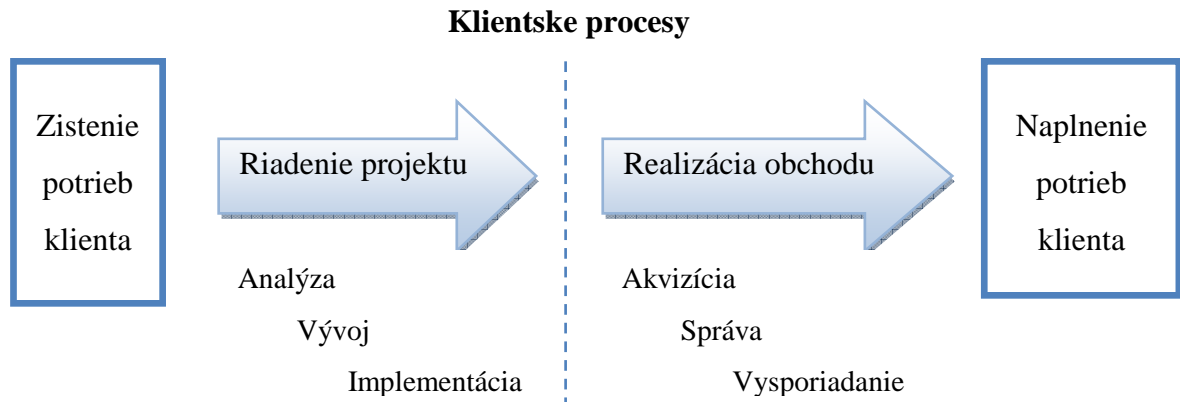 Klientske procesy
Zistenie
potrieb
klienta
Riadenie projektu
Analýza
Vývoj
Implementácia
Realizácia obchodu
Akvizícia
Správa
Vysporiadanie
Naplnenie
potrieb
klienta